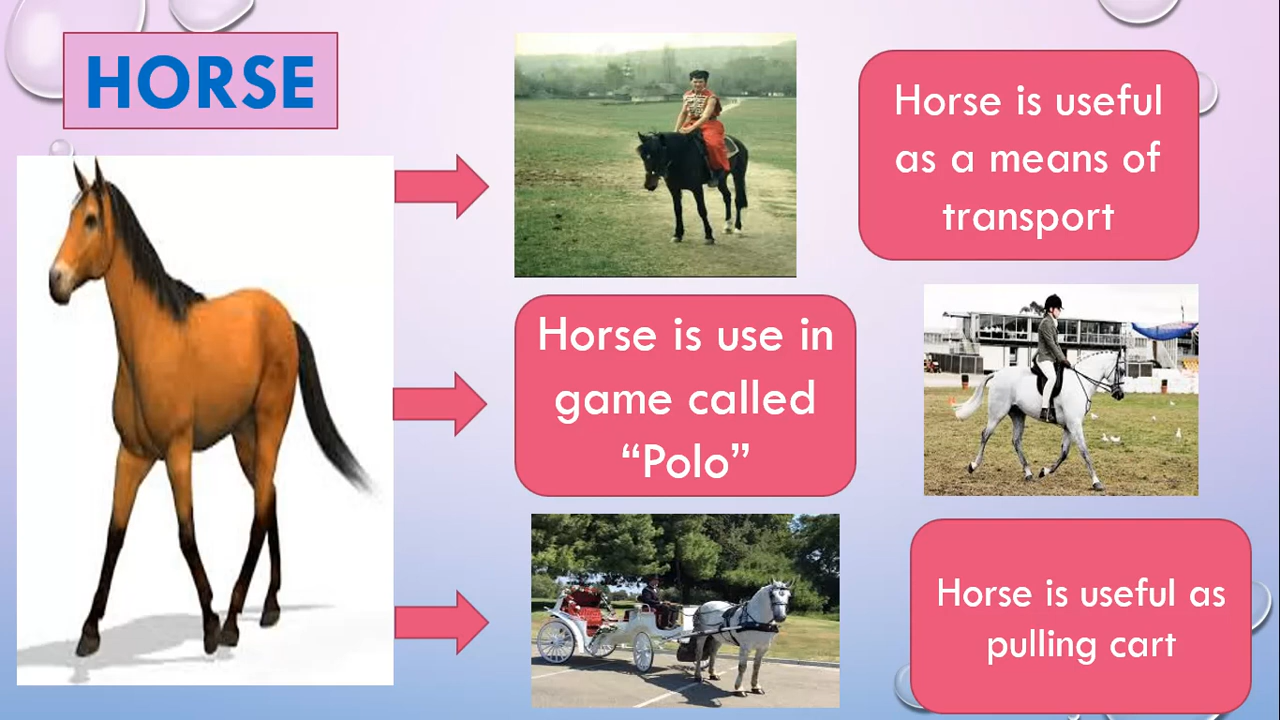 HORSE
Horse is useful
as a means of
transport
Horse is use in
game called
“Polo”
Horse is useful as
pulling cart